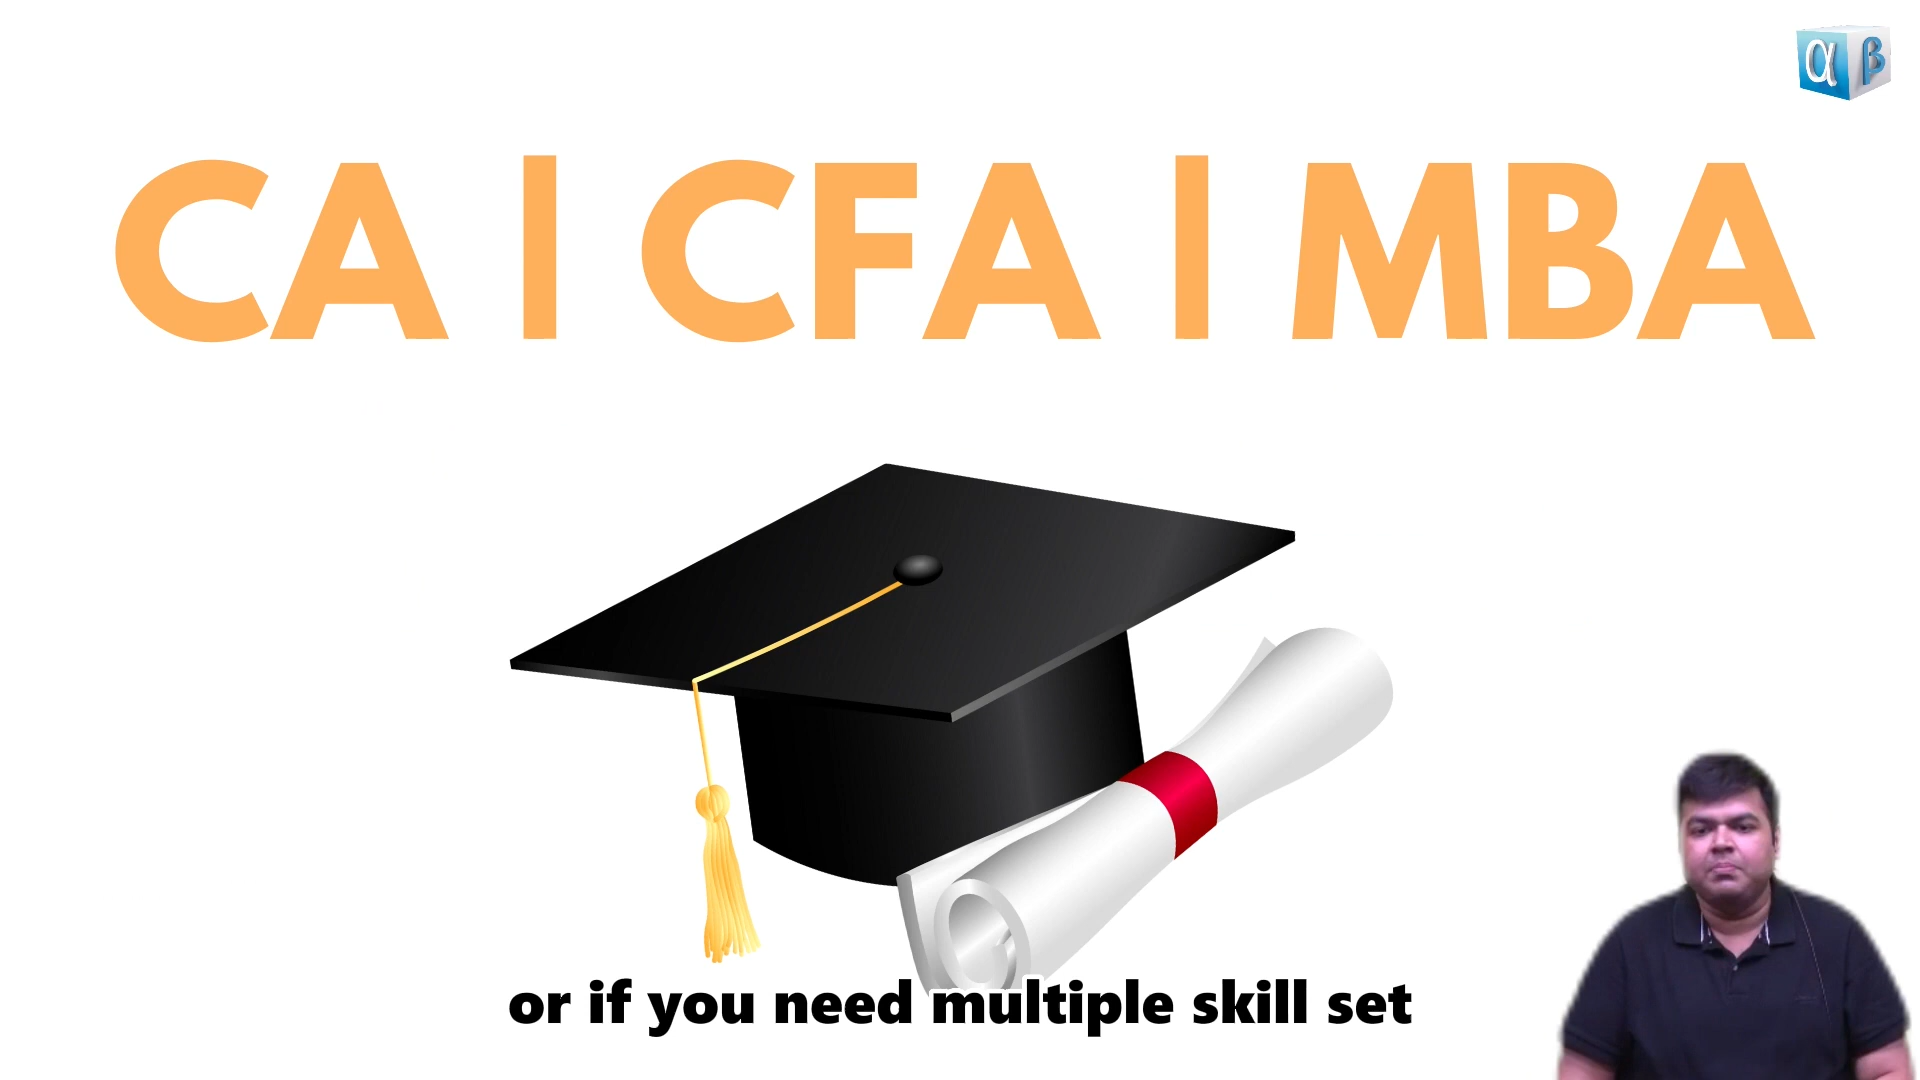 α β
CA | CFA | MBA
or if you need multiple skill set